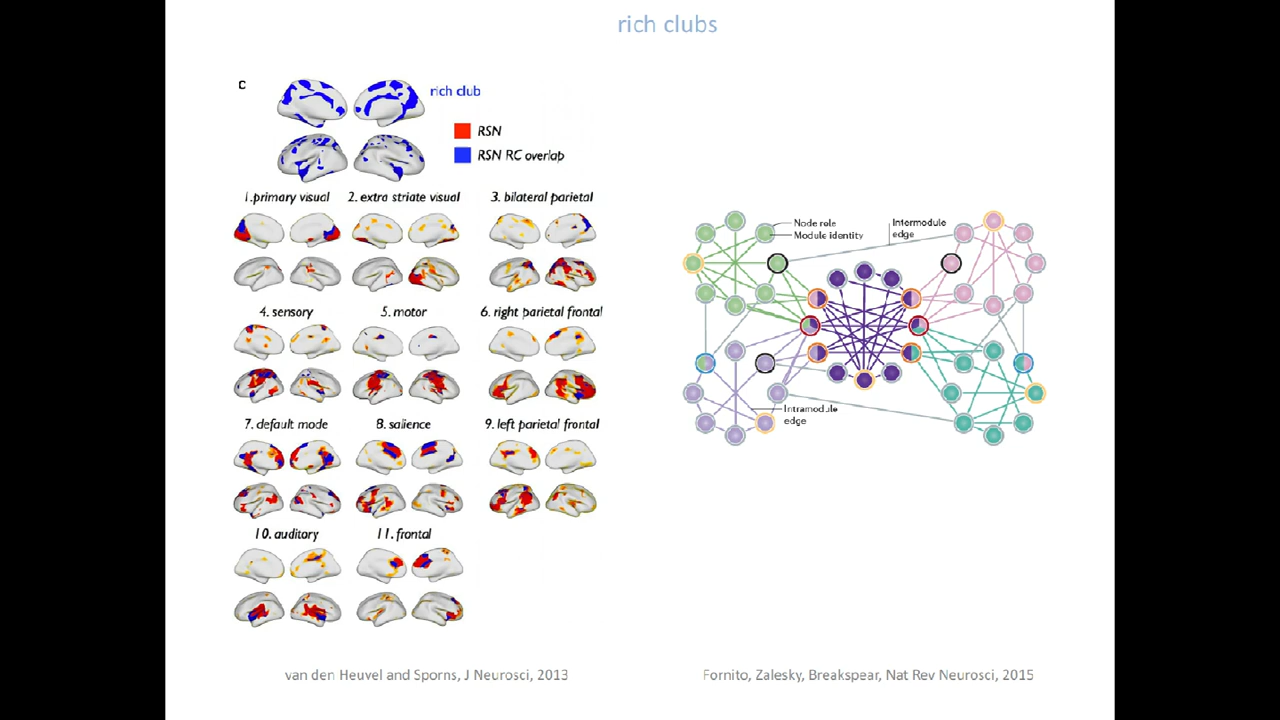 rich clubs
C
rich club
RSN
RSN RC overlap
1.primary visual
2. extra striate visual
3. bilateral parietal
4. sensory
5. motor
6. right parietal frontal
7. default mode
8. salience
9. left parietal frontal
10. auditory
11. frontal
Node role
Module identity
Intermodule
edge
Intramodule
edge
van den Heuvel and Sporns, J Neurosci, 2013
Fornito, Zalesky, Breakspear, Nat Rev Neurosci, 2015